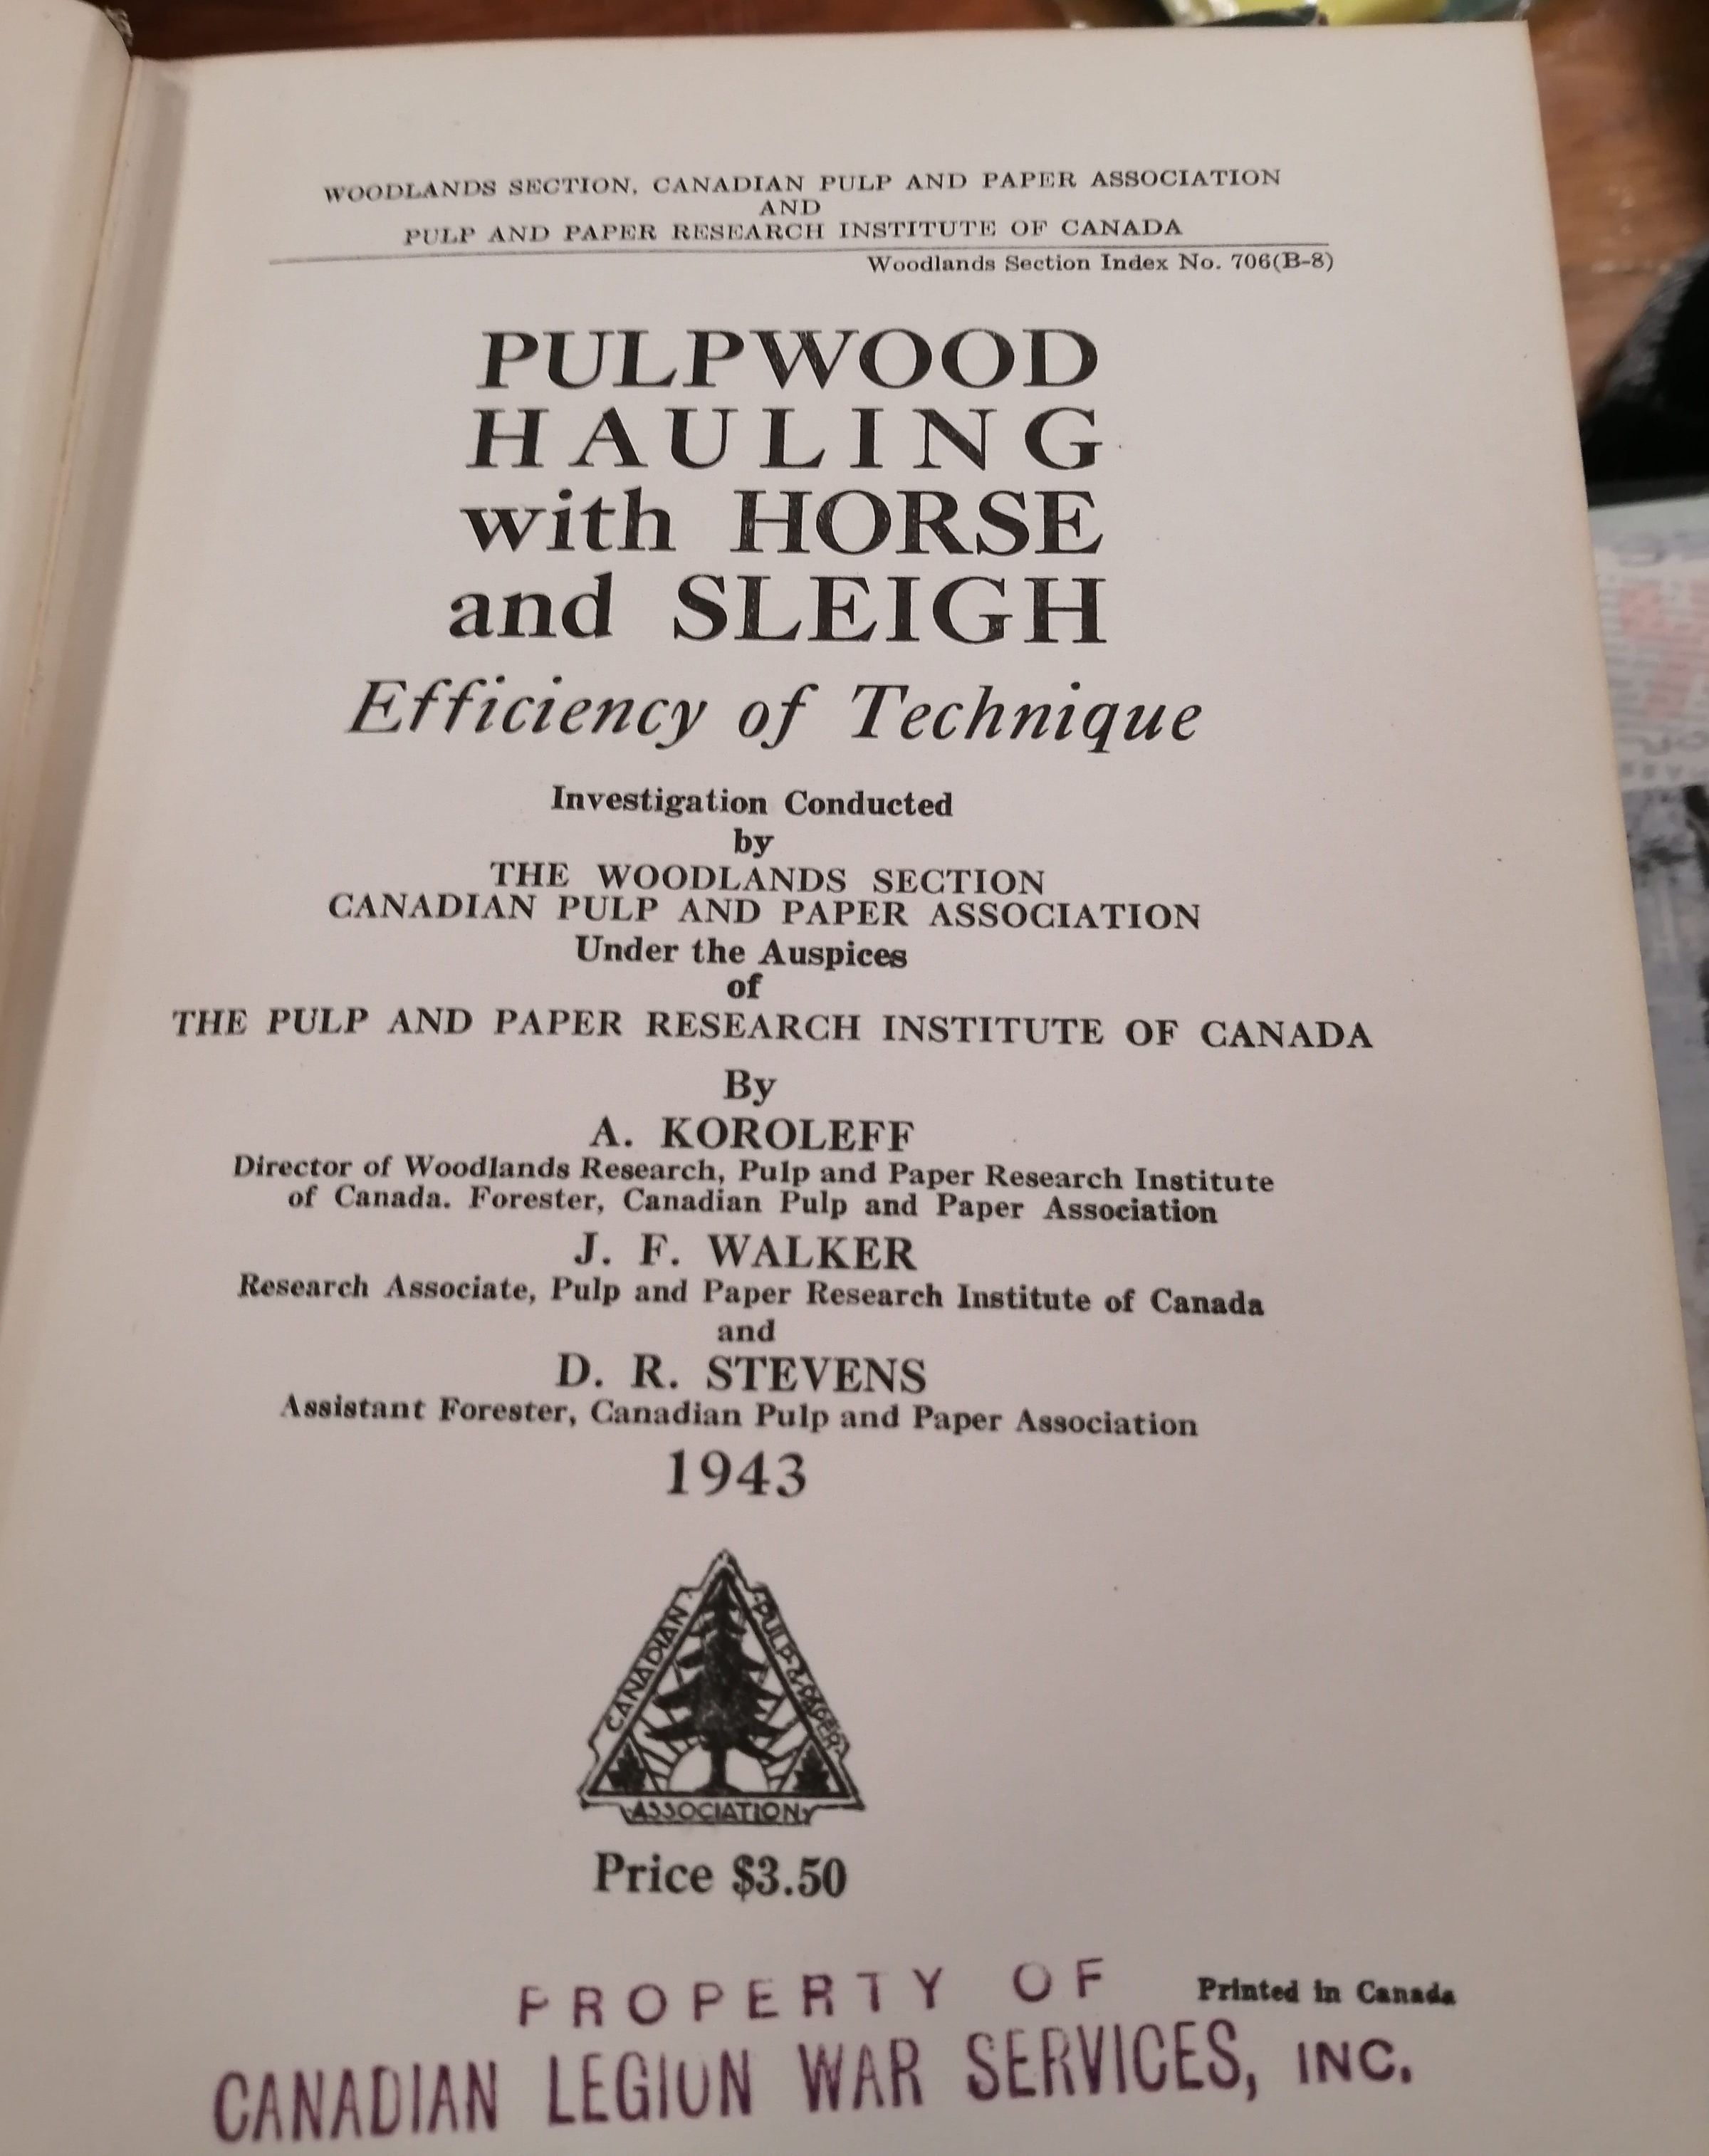 WOODLANDS SECTION, CANADIAN PULP AND PAPER ASSOCIATION
AND
PULP AND PAPER RESEARCH INSTITUTE OF CANADA
Woodlands Section Index No. 706(B-8)
PULPWOOD
HAULING
with HORSE
and SLEIGH
Efficiency of Technique
Investigation Conducted
by
THE WOODLANDS SECTION
CANADIAN PULP AND PAPER ASSOCIATION
Under the Auspices
of
THE PULP AND PAPER RESEARCH INSTITUTE OF CANADA
By
A. KOROLEFF
Director of Woodlands Research, Pulp and Paper Research Institute
of Canada. Forester, Canadian Pulp and Paper Association
J. F. WALKER
Research Associate, Pulp and Paper Research Institute of Canada
and
D. R. STEVENS
Assistant Forester, Canadian Pulp and Paper Association
1943
CANADIAN
PULP & PAPER
ASSOCIATION
Price $3.50
Printed in Canada
PROPERTY OF
CANADIAN LEGION WAR SERVICES, INC.